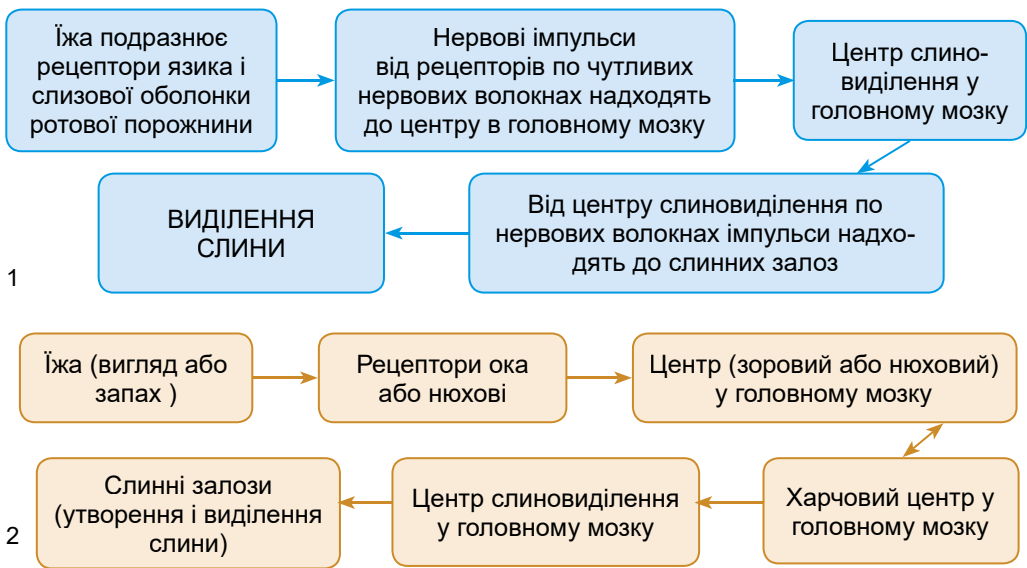 Їжа подразнює
рецептори язика і
слизової оболонки
ротової порожнини
Нервові імпульси
від рецепторів по чутливих
нервових волокнах надходять
до центру в головному мозку
Центр слино-
виділення у
головному мозку
Від центру слиновиділення по
нервових волокнах імпульси надхо-
дять до слинних залоз
ВИДІЛЕННЯ
СЛИНИ
1
Їжа (вигляд або
запах )
Рецептори ока
або нюхові
Центр (зоровий або нюховий)
у головному мозку
Харчовий центр у
головному мозку
Центр слиновиділення
у головному мозку
Слинні залози
(утворення і виділення
слини)
2